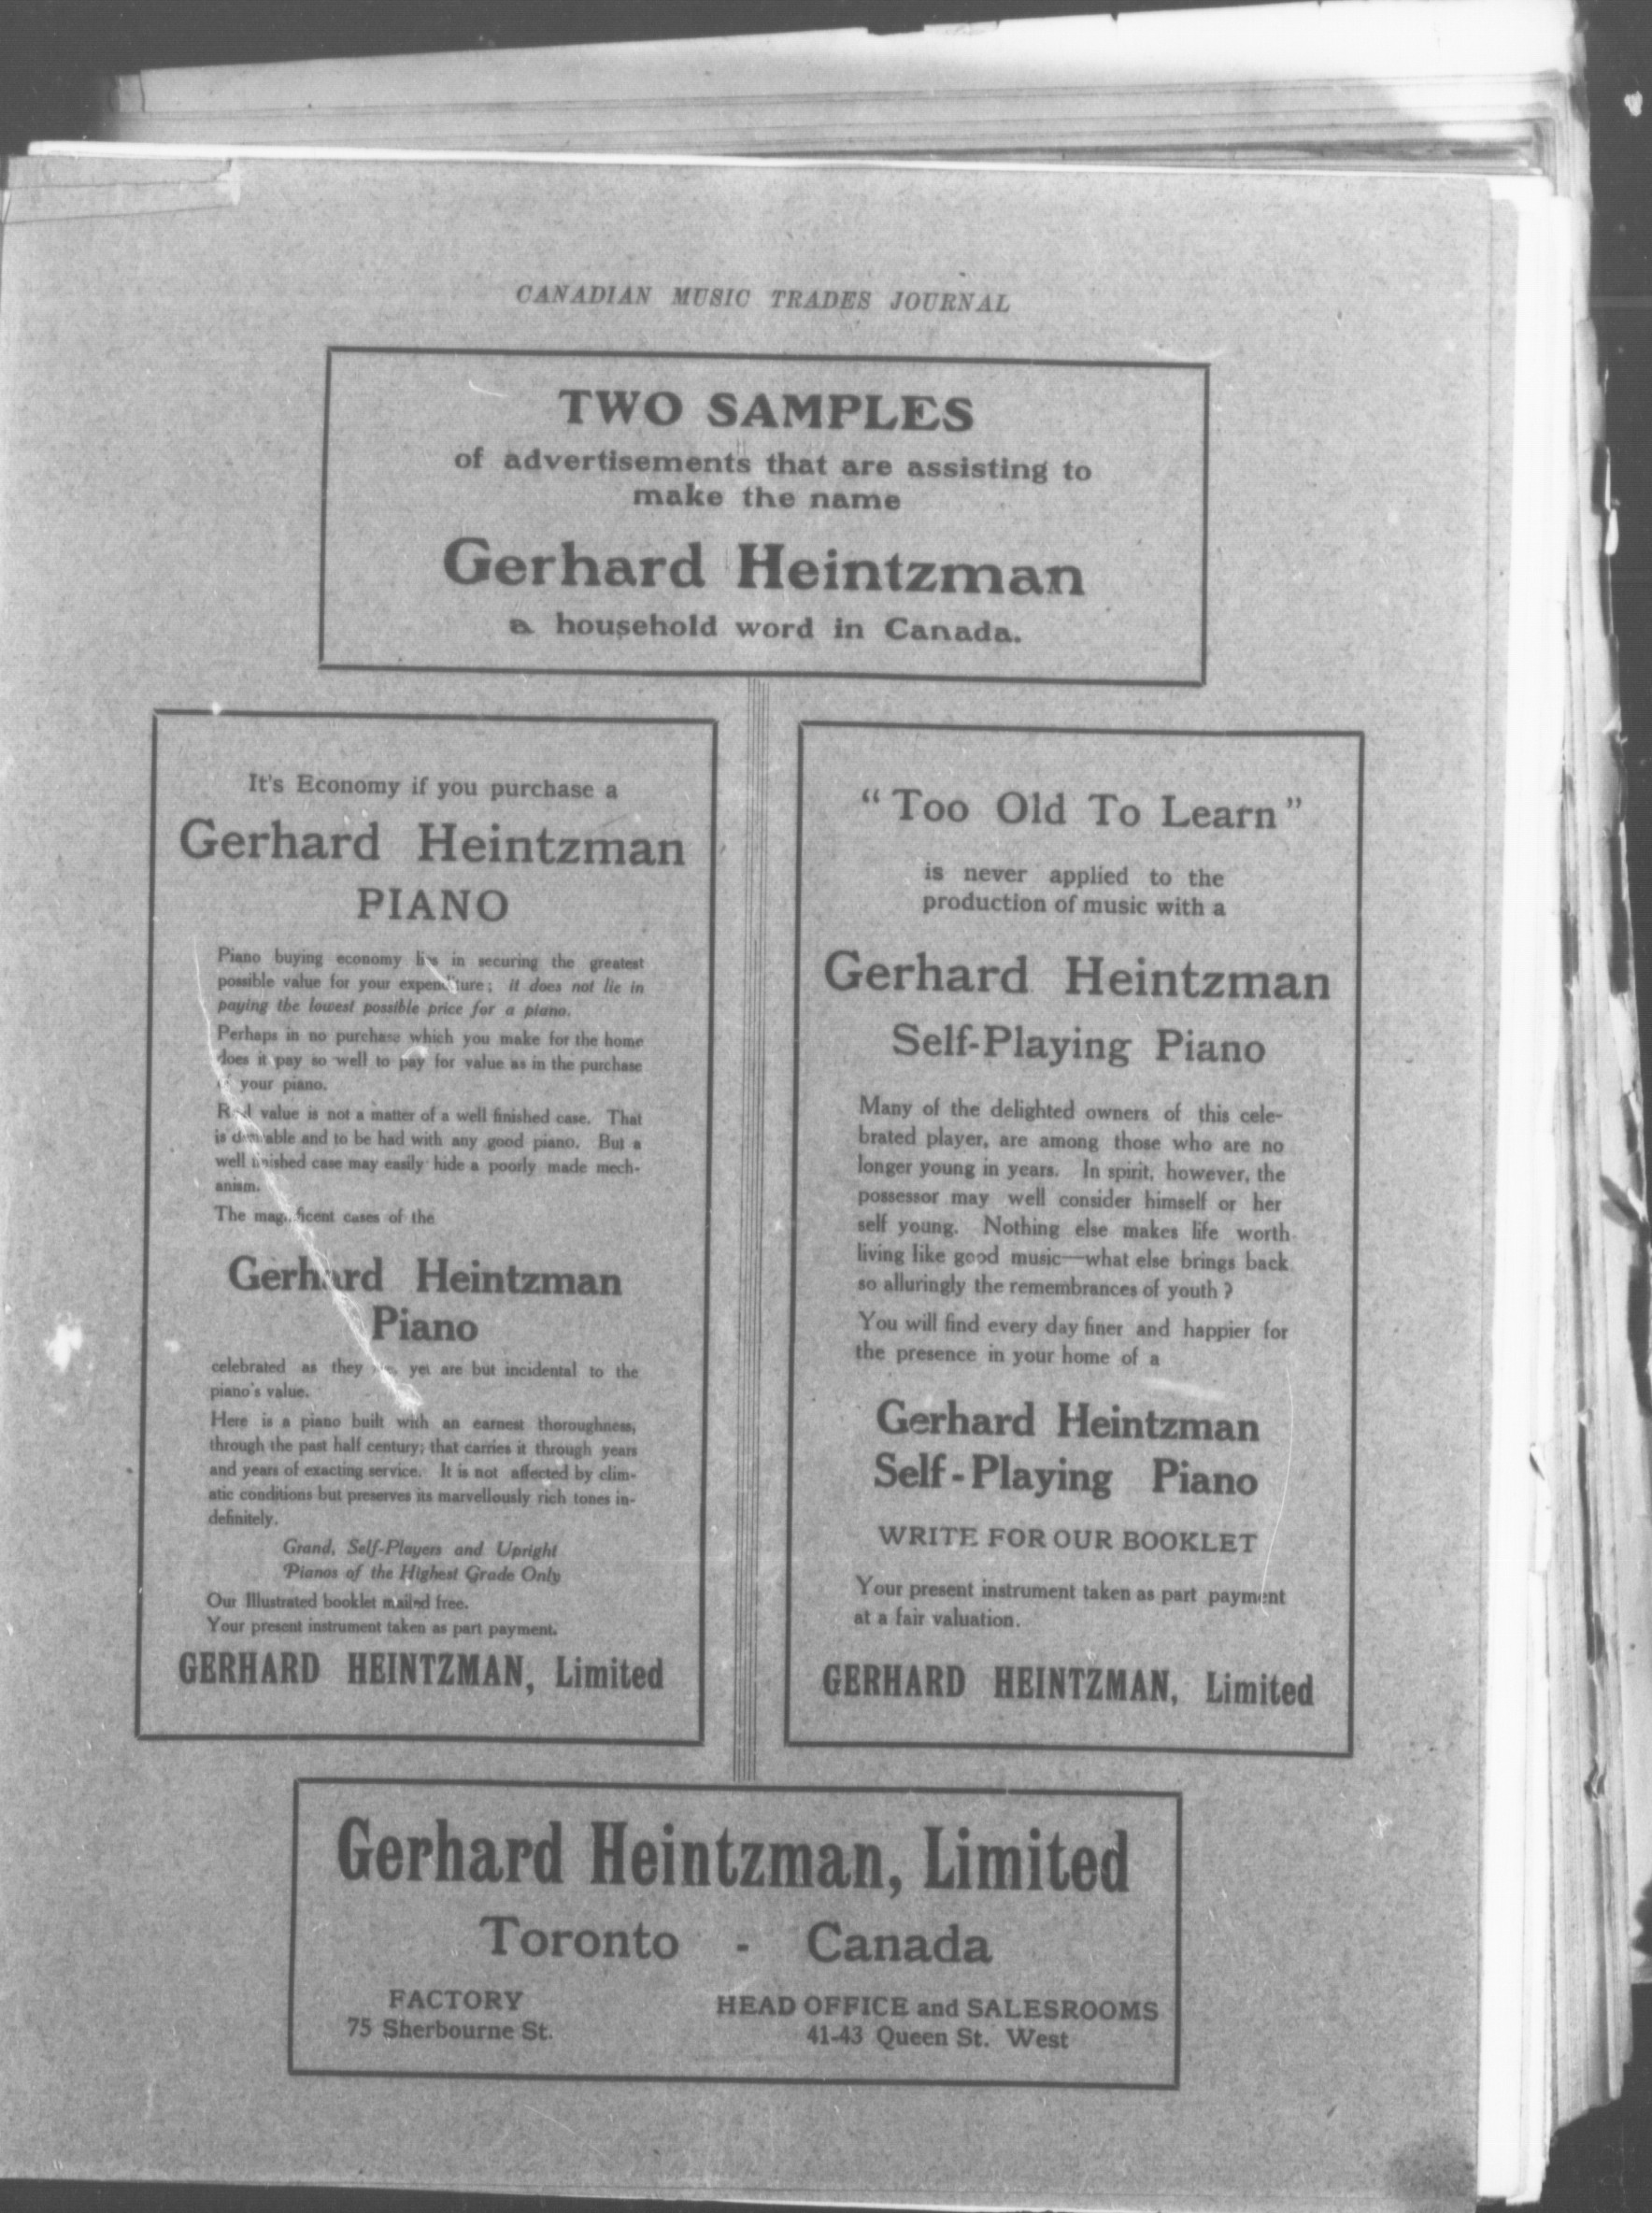 CANADIAN MUSIC TRADES JOURNAL
TWO SAMPLES
of advertisements that are assisting to
make the name
Gerhard Heintzman
a household word in Canada.
It's Economy if you purchase a
Gerhard Heintzman
PIANO
Piano buying economy lies in securing the greatest
possible value for your expenditure; it does not lie in
paying the lowest possible price for a piano.
Perhaps in no purchase which you make for the home
does it pay so well to pay for value as in the purchase
of your piano.
Real value is not a matter of a well finished case. That
is desirable and to be had with any good piano. But a
well finished case may easily hide a poorly made mech-
anism.
The magnificent cases of the
Gerhard Heintzman
Piano
celebrated as they yet are but incidental to the
piano's value.
Here is a piano built with an earnest thoroughness,
through the past half century; that carries it through years
and years of exacting service. It is not affected by clim-
atic conditions but preserves its marvellously rich tones in-
definitely.
Grand, Self-Players and Upright
Pianos of the Highest Grade Only
Our Illustrated booklet mailed free.
Your present instrument taken as part payment.
GERHARD HEINTZMAN, Limited
"Too Old To Learn"
is never applied to the
production of music with a
Gerhard Heintzman
Self-Playing Piano
Many of the delighted owners of this cele-
brated player, are among those who are no
longer young in years. In spirit, however, the
possessor may well consider himself or her
self young. Nothing else makes life worth
living like good music—what else brings back
so alluringly the remembrances of youth?
You will find every day finer and happier for
the presence in your home of a
Gerhard Heintzman
Self-Playing Piano
WRITE FOR OUR BOOKLET
Your present instrument taken as part payment
at a fair valuation.
GERHARD HEINTZMAN, Limited
Gerhard Heintzman, Limited
Toronto - Canada
FACTORY
75 Sherbourne St.
HEAD OFFICE and SALESROOMS
41-43 Queen St. West